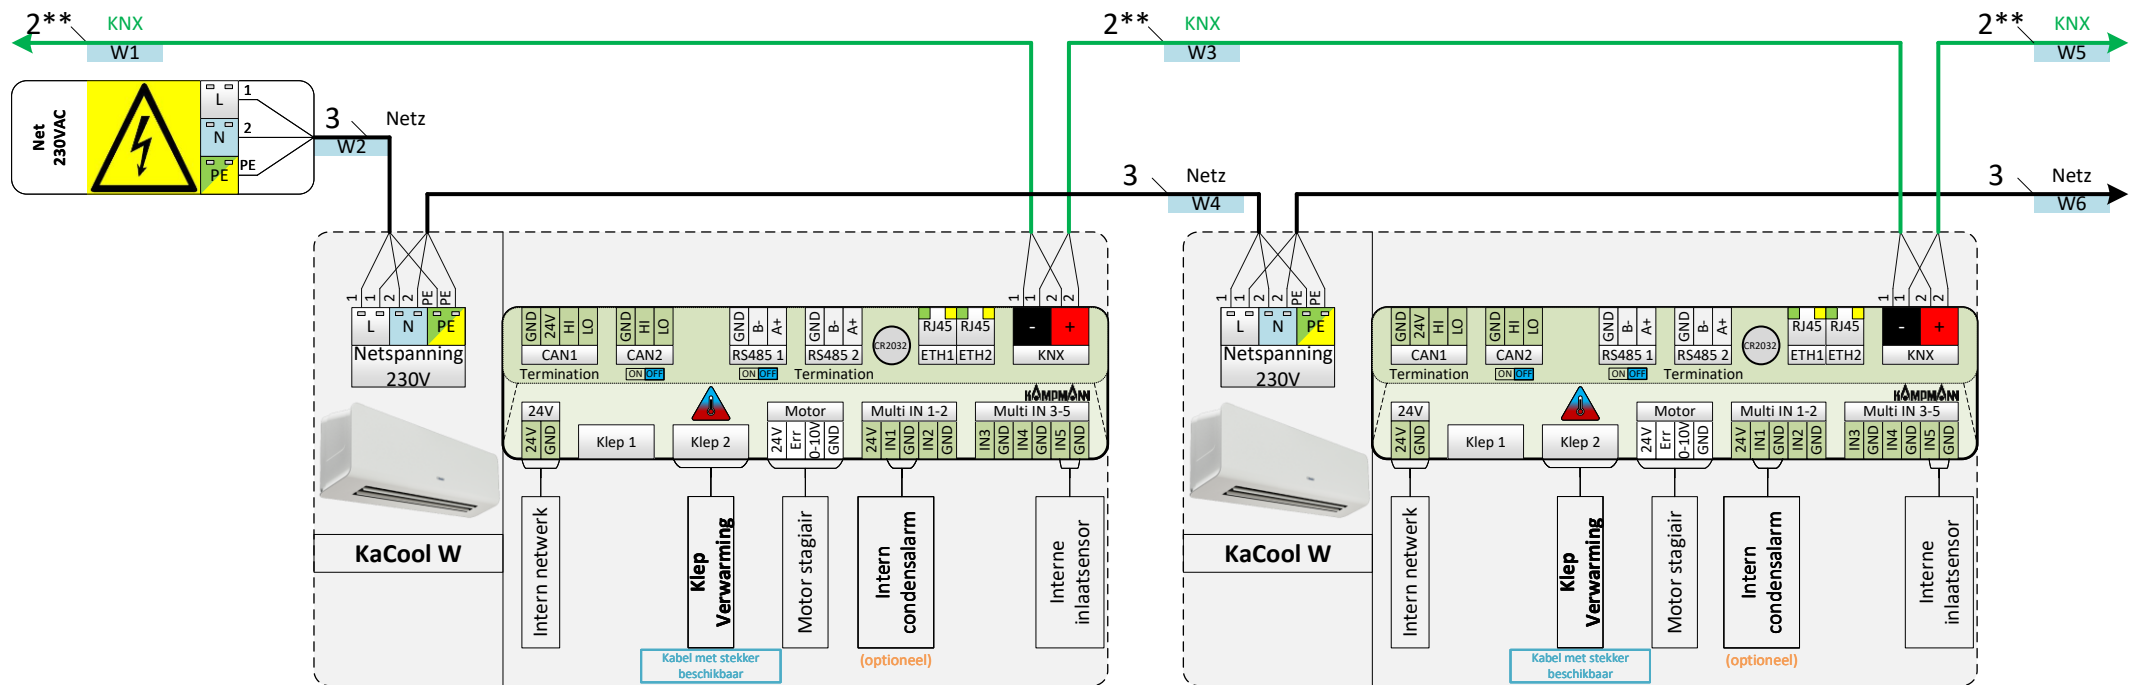 2** KNX
W1
2** KNX
W3
2** KNX
W5
Net
230VAC
L 1
N 2
PE PE
3 Netz
W2
3 Netz
W4
3 Netz
W6
1 1 2 2 PE PE
L N PE
Netspanning
230V
KaCool W
1 1 2 2
GND 24V HI LO
CAN1
GND HI LO
CAN2
GND B- A+
RS485 1
GND B- A+
RS485 2
CR2032
RJ45 RJ45
ETH1 ETH2
- +
KNX
Termination ON OFF ON OFF Termination
KAMPMANN
24V
24V GND
Klep 1
Klep 2
Motor
24V Err 0-10V GND
Multi IN 1-2
24V IN1 GND IN2 GND
Multi IN 3-5
IN3 GND IN4 GND IN5 GND
Intern netwerk
Klep
Verwarming
Motor stagiair
Intern
condensalarm
Interne
inlaatsensor
Kabel met stekker
beschikbaar
(optioneel)
1 1 2 2 PE PE
L N PE
Netspanning
230V
KaCool W
1 1 2 2
GND 24V HI LO
CAN1
GND HI LO
CAN2
GND B- A+
RS485 1
GND B- A+
RS485 2
CR2032
RJ45 RJ45
ETH1 ETH2
- +
KNX
Termination ON OFF ON OFF Termination
KAMPMANN
24V
24V GND
Klep 1
Klep 2
Motor
24V Err 0-10V GND
Multi IN 1-2
24V IN1 GND IN2 GND
Multi IN 3-5
IN3 GND IN4 GND IN5 GND
Intern netwerk
Klep
Verwarming
Motor stagiair
Intern
condensalarm
Interne
inlaatsensor
Kabel met stekker
beschikbaar
(optioneel)